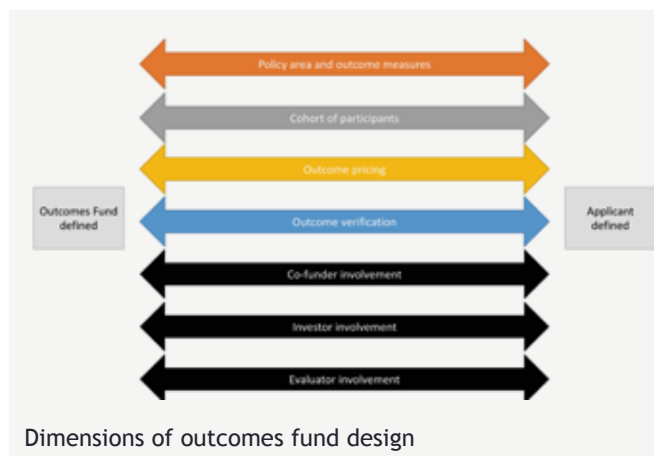 Policy area and outcome measures
Cohort of participants
Outcome pricing
Outcomes Fund
defined
Outcome verification
Applicant
defined
Co-funder involvement
Investor involvement
Evaluator involvement
Dimensions of outcomes fund design